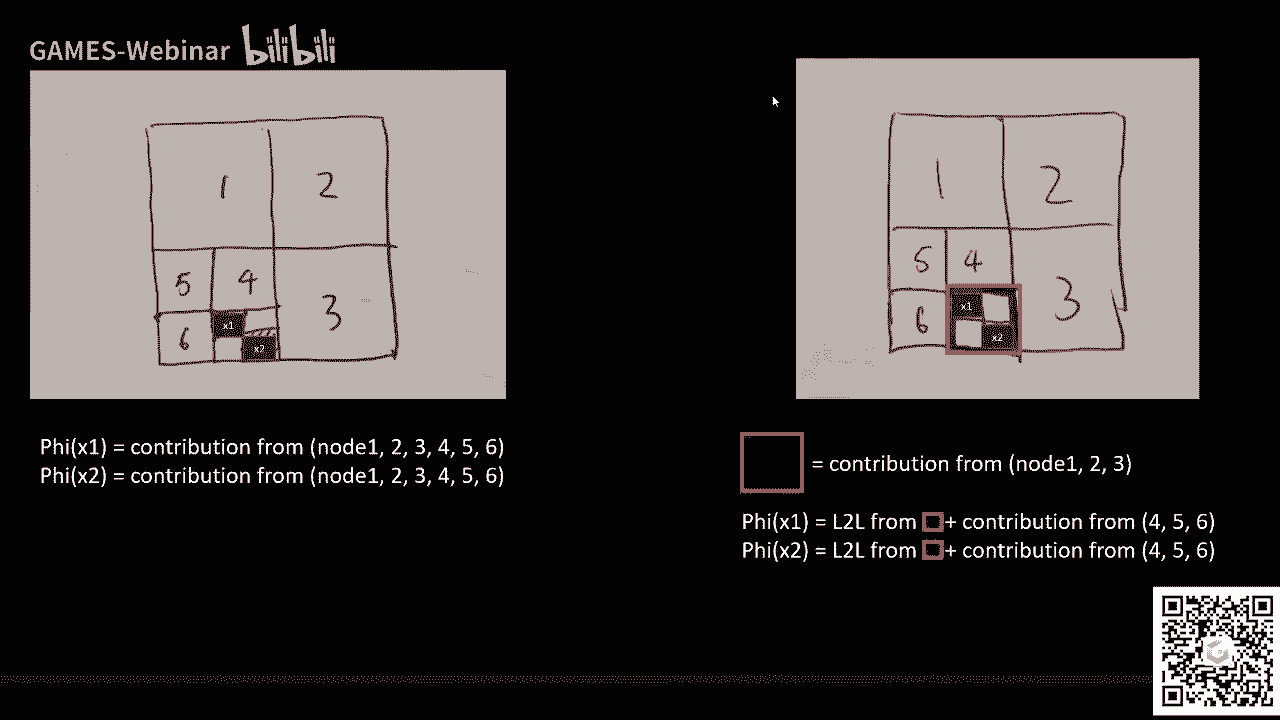 GAMES-Webinar bilibili
1 2
5 4
3
6 x1
x2
1 2
5 4
3
6 x1
x2
Phi(x1) = contribution from (node1, 2, 3, 4, 5, 6)
Phi(x2) = contribution from (node1, 2, 3, 4, 5, 6)
= contribution from (node1, 2, 3)
Phi(x1) = L2L from + contribution from (4, 5, 6)
Phi(x2) = L2L from + contribution from (4, 5, 6)